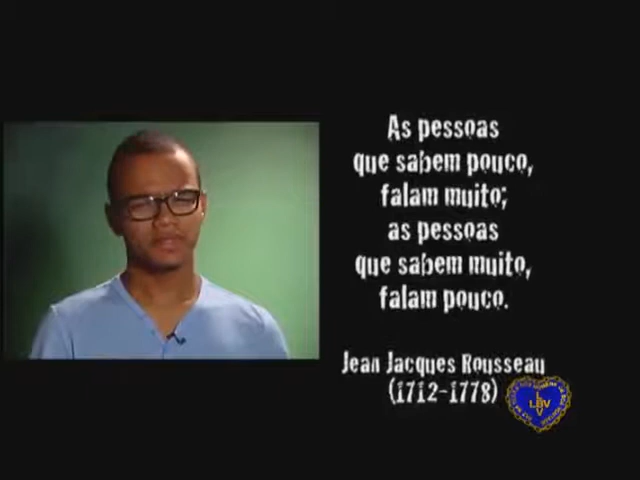 As pessoas
que sabem pouco,
falam muito;
as pessoas
que sabem muito,
falam pouco.
Jean Jacques Rousseau
(1712-1778)
LBV